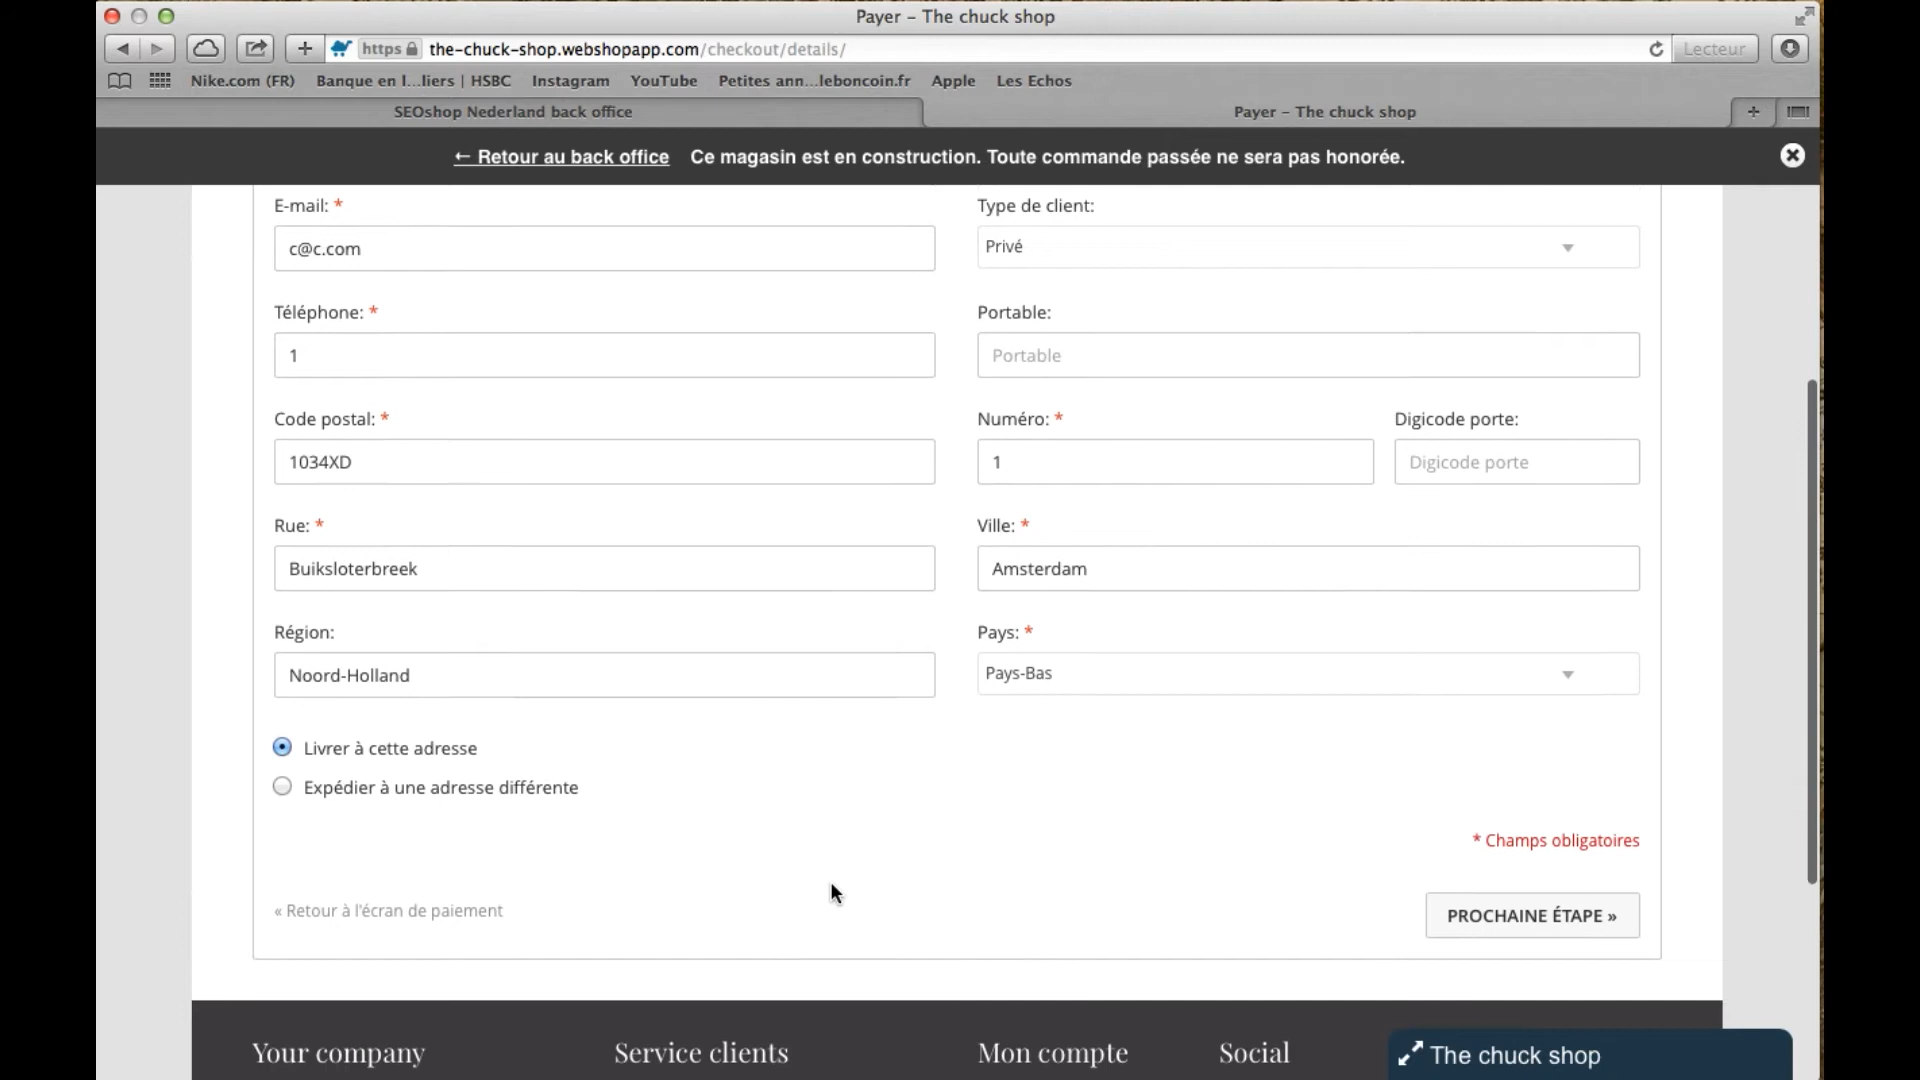 Payer – The chuck shop
https the-chuck-shop.webshopapp.com/checkout/details/ Lecteur
Nike.com (FR) Banque en l...liers | HSBC Instagram YouTube Petites ann...leboncoin.fr Apple Les Echos
SEOshop Nederland back office Payer – The chuck shop
← Retour au back office Ce magasin est en construction. Toute commande passée ne sera pas honorée.
E-mail: * Type de client:
c@c.com Privé
Téléphone: * Portable:
1 Portable
Code postal: * Numéro: * Digicode porte:
1034XD 1 Digicode porte
Rue: * Ville: *
Buiksloterbreek Amsterdam
Région: Pays: *
Noord-Holland Pays-Bas
Livrer à cette adresse
Expédier à une adresse différente
* Champs obligatoires
« Retour à l'écran de paiement PROCHAINE ÉTAPE »
Your company Service clients Mon compte Social The chuck shop